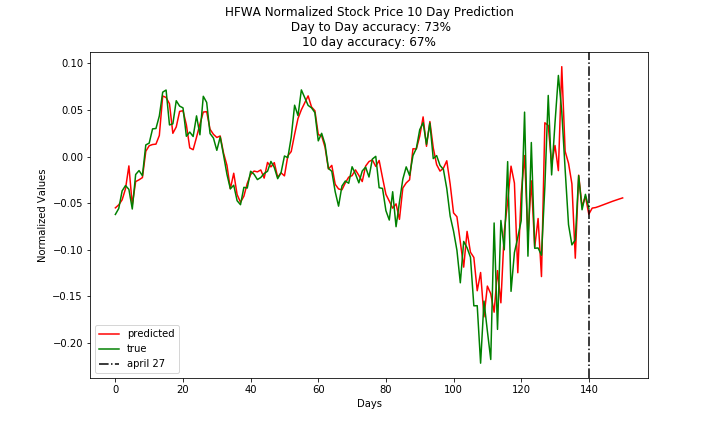 HFWA Normalized Stock Price 10 Day Prediction
Day to Day accuracy: 73%
10 day accuracy: 67%
Normalized Values
0.10
0.05
0.00
−0.05
−0.10
−0.15
−0.20
predicted
true
april 27
0 20 40 60 80 100 120 140
Days